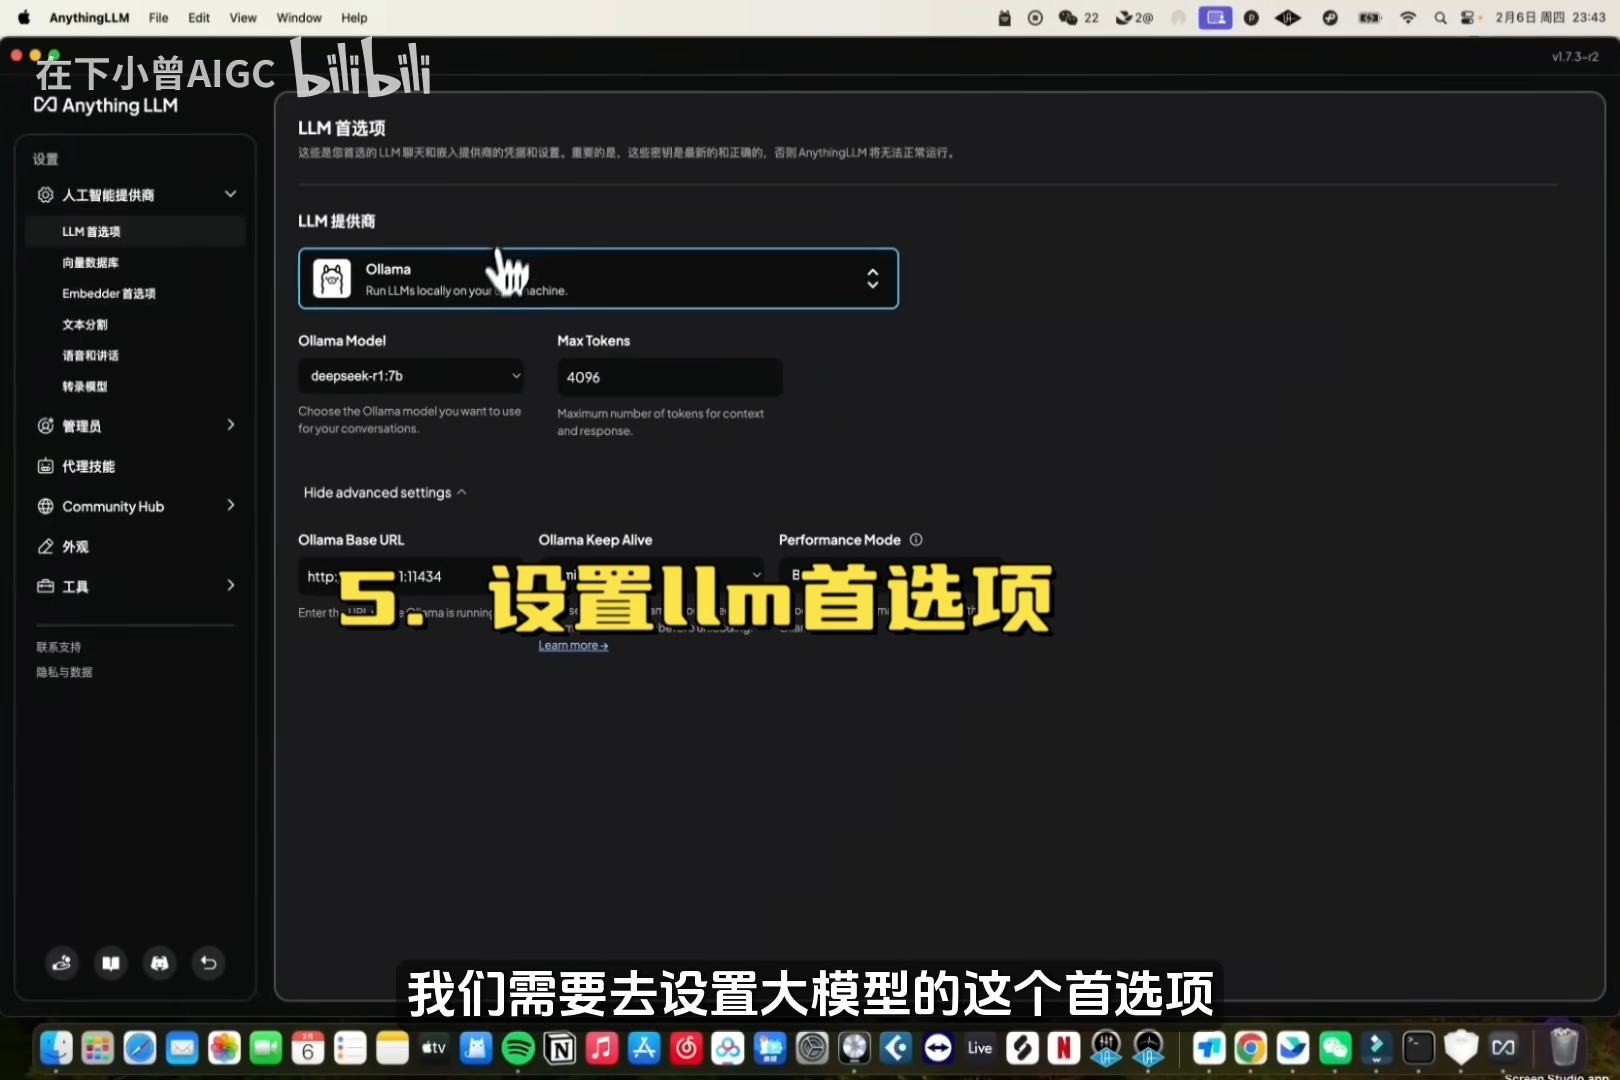 AnythingLLM File Edit View Window Help 22 2@ 2月6日 周四 23:43
v1.7.3-r2
在下小曾AIGC bilibili
Anything LLM
设置
人工智能提供商
LLM 首选项
向量数据库
Embedder 首选项
文本分割
语音和讲话
转录模型
管理员
代理技能
Community Hub
外观
工具
联系支持
隐私与数据
LLM 首选项
这些是您首选的 LLM 聊天和嵌入提供商的凭据和设置。重要的是，这些密钥是最新的和正确的，否则 AnythingLLM 将无法正常运行。
LLM 提供商
Ollama
Run LLMs locally on your machine.
Ollama Model
deepseek-r1:7b
Choose the Ollama model you want to use
for your conversations.
Max Tokens
4096
Maximum number of tokens for context
and response.
Hide advanced settings
Ollama Base URL
http: 1:11434
Enter the URL
Ollama is running
Ollama Keep Alive
Learn more →
Performance Mode
5. 设置llm首选项
我们需要去设置大模型的这个首选项
6
tv
Live
Screen Studio.app